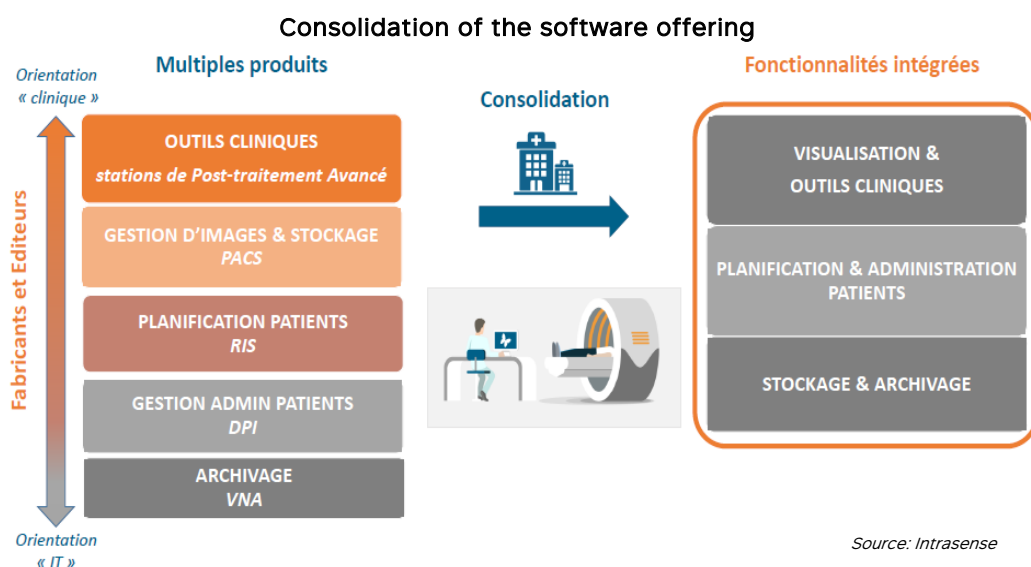 Consolidation of the software offering
Orientation
« clinique »
Multiples produits
Fonctionnalités intégrées
Consolidation
Fabricants et Editeurs
OUTILS CLINIQUES
stations de Post-traitement Avancé
GESTION D'IMAGES & STOCKAGE
PACS
PLANIFICATION PATIENTS
RIS
GESTION ADMIN PATIENTS
DPI
ARCHIVAGE
VNA
Orientation
« IT »
VISUALISATION &
OUTILS CLINIQUES
PLANIFICATION & ADMINISTRATION
PATIENTS
STOCKAGE & ARCHIVAGE
Source: Intrasense